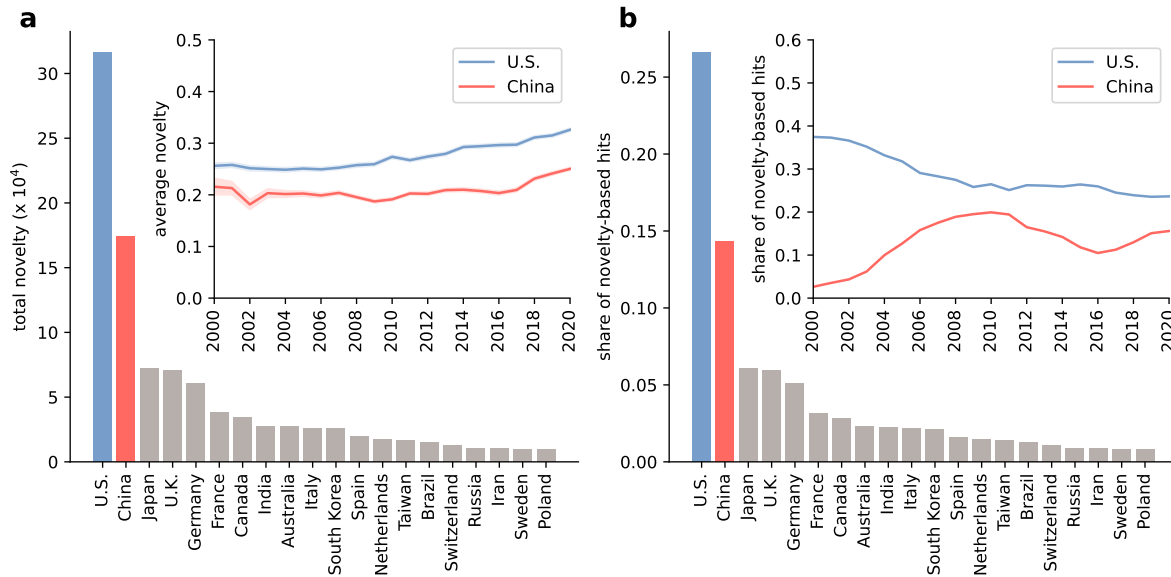 a
total novelty (x 10⁴)
30
25
20
15
10
5
0
average novelty
0.5
0.4
0.3
0.2
0.1
0.0
U.S.
China
2000
2002
2004
2006
2008
2010
2012
2014
2016
2018
2020
U.S.
China
Japan
U.K.
Germany
France
Canada
India
Australia
Italy
South Korea
Spain
Netherlands
Taiwan
Brazil
Switzerland
Russia
Iran
Sweden
Poland
b
share of novelty-based hits
0.25
0.20
0.15
0.10
0.05
0.00
share of novelty-based hits
0.6
0.5
0.4
0.3
0.2
0.1
0.0
U.S.
China
2000
2002
2004
2006
2008
2010
2012
2014
2016
2018
2020
U.S.
China
Japan
U.K.
Germany
France
Canada
Australia
India
Italy
South Korea
Spain
Netherlands
Taiwan
Brazil
Switzerland
Russia
Iran
Sweden
Poland